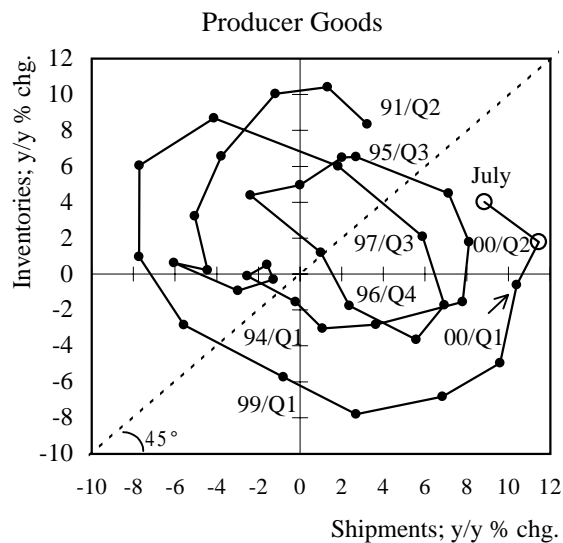 Producer Goods
Inventories; y/y % chg.
12
10
8
6
4
2
0
-2
-4
-6
-8
-10
91/Q2
95/Q3
July
97/Q3
00/Q2
96/Q4
94/Q1
00/Q1
99/Q1
45°
-10 -8 -6 -4 -2 0 2 4 6 8 10 12
Shipments; y/y % chg.